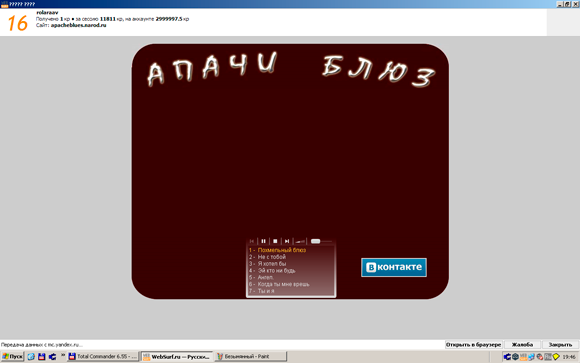 ????? ????
16
rolaraav
Получено 1 кр • за сессию 11811 кр, на аккаунте 2999997.5 кр
Сайт: apacheblues.narod.ru
АПАЧИ БЛЮЗ
1 - Похмельный блюз
2 - Не с тобой
3 - Я хотел бы
4 - Эй кто ни будь
5 - Ангел
6 - Когда ты мне врешь
7 - Ты и я
В контакте
Передача данных с mc.yandex.ru...
Открыть в браузере Жалоба Закрыть
Пуск » Total Commander 6.55 - ... WebSurf.ru — Русски... Безымянный - Paint 19:46